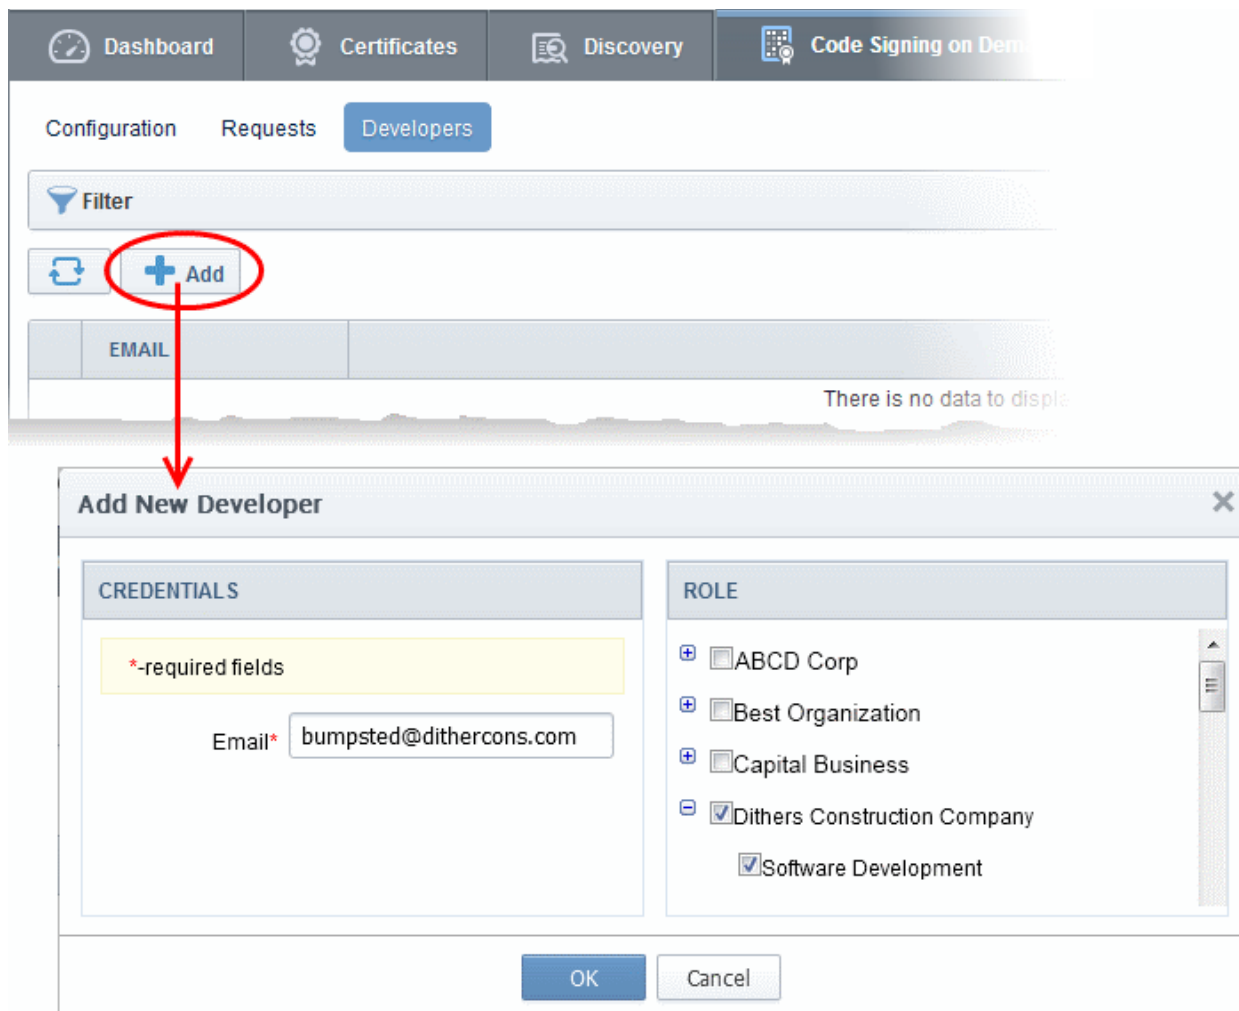 Dashboard Certificates Discovery Code Signing on Dem
Configuration Requests Developers
Filter
Add
EMAIL
There is no data to displa
Add New Developer
CREDENTIALS ROLE
*-required fields
Email* bumpsted@dithercons.com
ABCD Corp
Best Organization
Capital Business
Dithers Construction Company
Software Development
OK Cancel